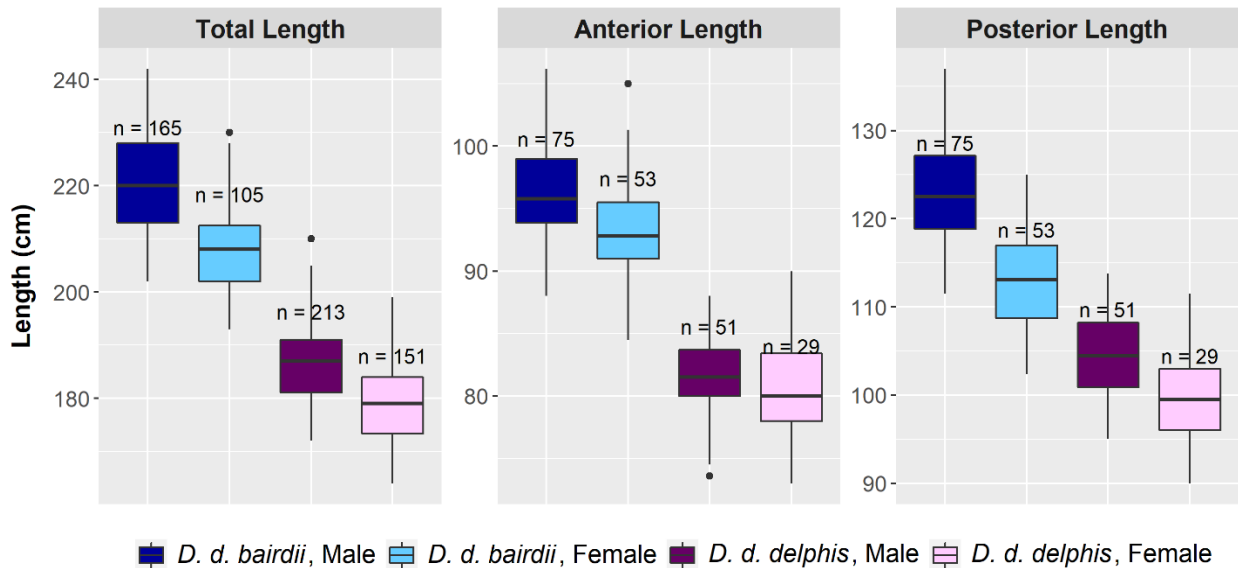 Total Length
Anterior Length
Posterior Length
Length (cm)
240
220
200
180
n = 165
n = 105
n = 213
n = 151
100
90
80
n = 75
n = 53
n = 51
n = 29
130
120
110
100
90
n = 75
n = 53
n = 51
n = 29
D. d. bairdii, Male D. d. bairdii, Female D. d. delphis, Male D. d. delphis, Female